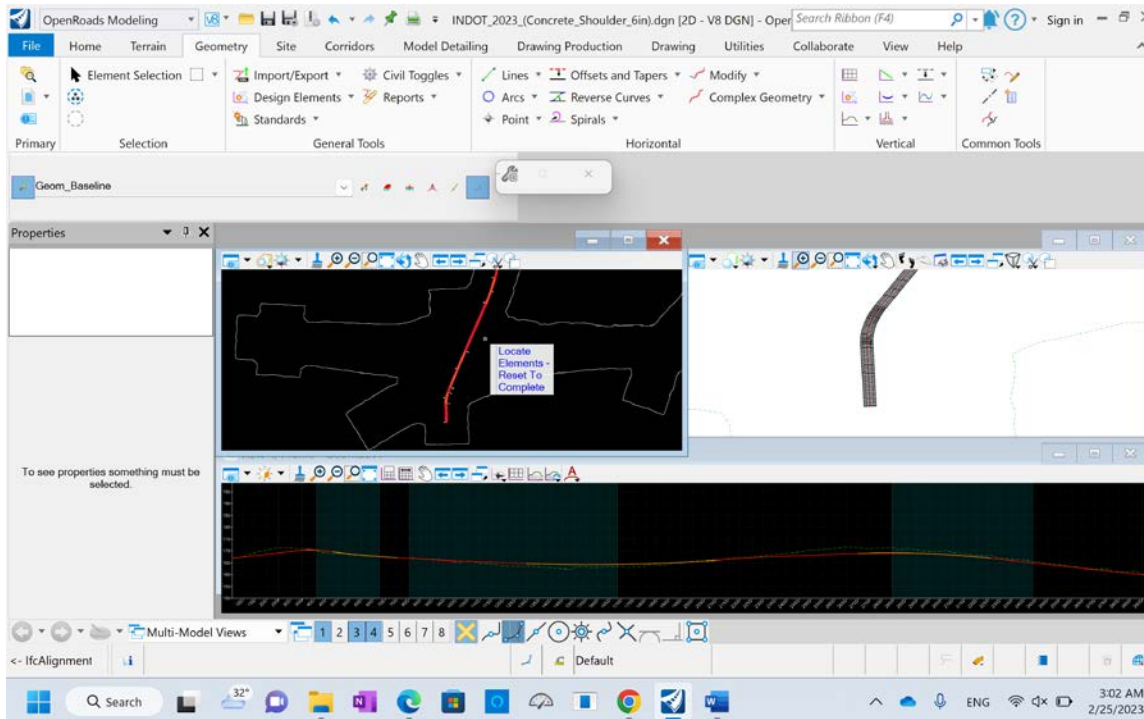 OpenRoads Modeling
INDOT_2023_(Concrete_Shoulder_6in).dgn [2D - V8 DGN] - Oper
Search Ribbon (F4)
Sign in
File Home Terrain Geometry Site Corridors Model Detailing Drawing Production Drawing Utilities Collaborate View Help
Element Selection
Import/Export Civil Toggles
Lines Offsets and Tapers Modify
Design Elements Reports
Arcs Reverse Curves Complex Geometry
Standards
Point Spirals
Primary Selection General Tools Horizontal Vertical Common Tools
Geom_Baseline
Properties
Locate
Elements -
Reset To
Complete
To see properties something must be
selected.
Multi-Model Views
1 2 3 4 5 6 7 8
<- IfcAlignment
Default
Search
32°
ENG
3:02 AM
2/25/2023